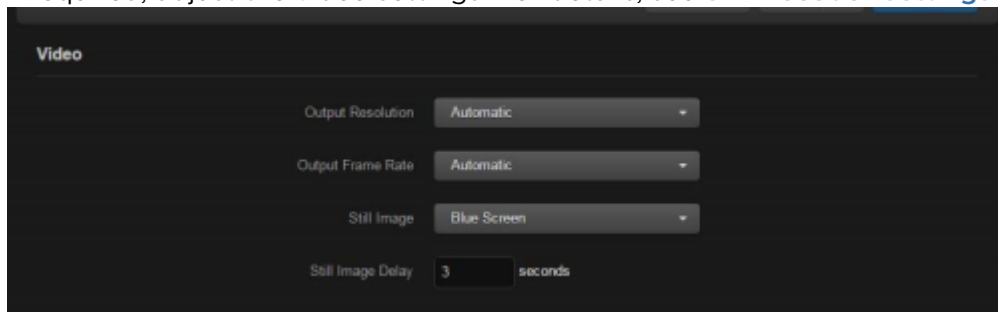 Video
Output Resolution Automatic
Output Frame Rate Automatic
Still Image Blue Screen
Still Image Delay 3 seconds